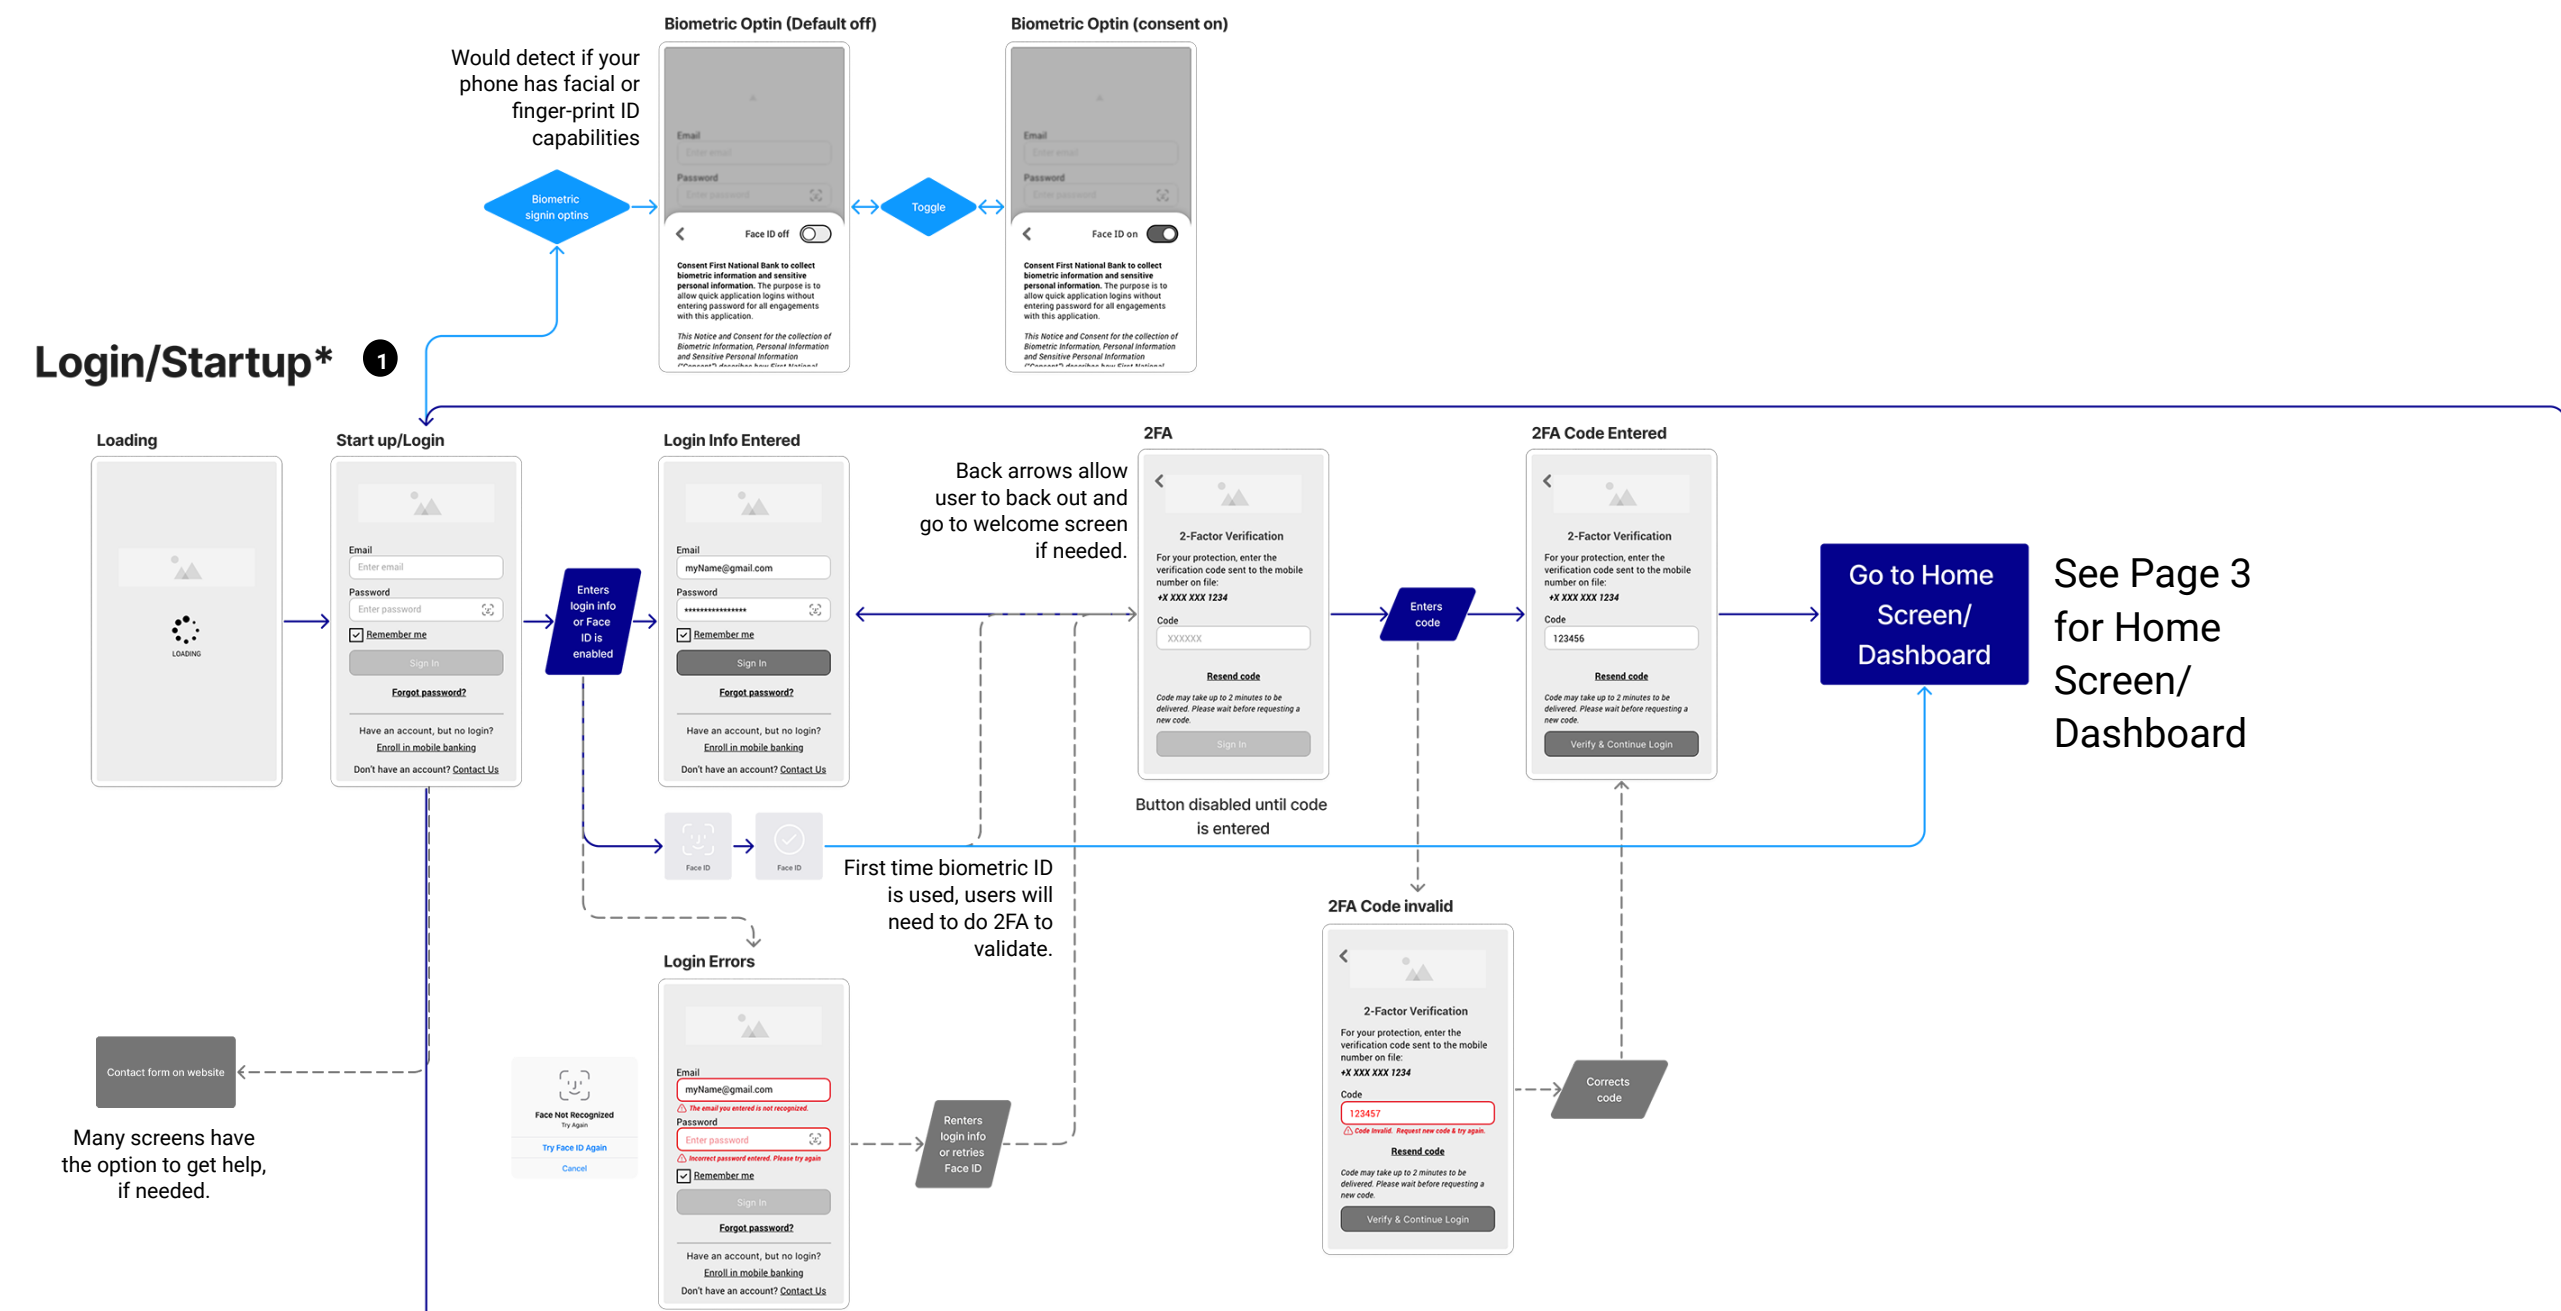 Biometric Optin (Default off)
Biometric Optin (consent on)
Would detect if your
phone has facial or
finger-print ID
capabilities
Biometric
signin optins
Email
Enter email
Password
Enter password
Face ID off
Consent First National Bank to collect
biometric information and sensitive
personal information. The purpose is to
allow quick application logins without
entering password for all engagements
with this application.
This Notice and Consent for the collection of
Biometric Information, Personal Information
and Sensitive Personal Information
("Consent") describes how First National
Toggle
Email
Enter email
Password
Enter password
Face ID on
Consent First National Bank to collect
biometric information and sensitive
personal information. The purpose is to
allow quick application logins without
entering password for all engagements
with this application.
This Notice and Consent for the collection of
Biometric Information, Personal Information
and Sensitive Personal Information
("Consent") describes how First National
Login/Startup* 1
Loading
LOADING
Start up/Login
Email
Enter email
Password
Enter password
Remember me
Sign In
Forgot password?
Have an account, but no login?
Enroll in mobile banking
Don't have an account? Contact Us
Enters
login info
or Face
ID is
enabled
Login Info Entered
Email
myName@gmail.com
Password
****************
Remember me
Sign In
Forgot password?
Have an account, but no login?
Enroll in mobile banking
Don't have an account? Contact Us
Back arrows allow
user to back out and
go to welcome screen
if needed.
2FA
2-Factor Verification
For your protection, enter the
verification code sent to the mobile
number on file:
+X XXX XXX 1234
Code
XXXXXX
Resend code
Code may take up to 2 minutes to be
delivered. Please wait before requesting a
new code.
Sign In
Button disabled until code
is entered
Enters
code
2FA Code Entered
2-Factor Verification
For your protection, enter the
verification code sent to the mobile
number on file:
+X XXX XXX 1234
Code
123456
Resend code
Code may take up to 2 minutes to be
delivered. Please wait before requesting a
new code.
Verify & Continue Login
Go to Home
Screen/
Dashboard
See Page 3
for Home
Screen/
Dashboard
Face ID
Face ID
First time biometric ID
is used, users will
need to do 2FA to
validate.
Contact form on website
Many screens have
the option to get help,
if needed.
Face Not Recognized
Try Again
Try Face ID Again
Cancel
Login Errors
Email
myName@gmail.com
The email you entered is not recognized.
Password
Enter password
Incorrect password entered. Please try again
Remember me
Sign In
Forgot password?
Have an account, but no login?
Enroll in mobile banking
Don't have an account? Contact Us
Renters
login info
or retries
Face ID
2FA Code invalid
2-Factor Verification
For your protection, enter the
verification code sent to the mobile
number on file:
+X XXX XXX 1234
Code
123457
Code Invalid. Request new code & try again.
Resend code
Code may take up to 2 minutes to be
delivered. Please wait before requesting a
new code.
Verify & Continue Login
Corrects
code